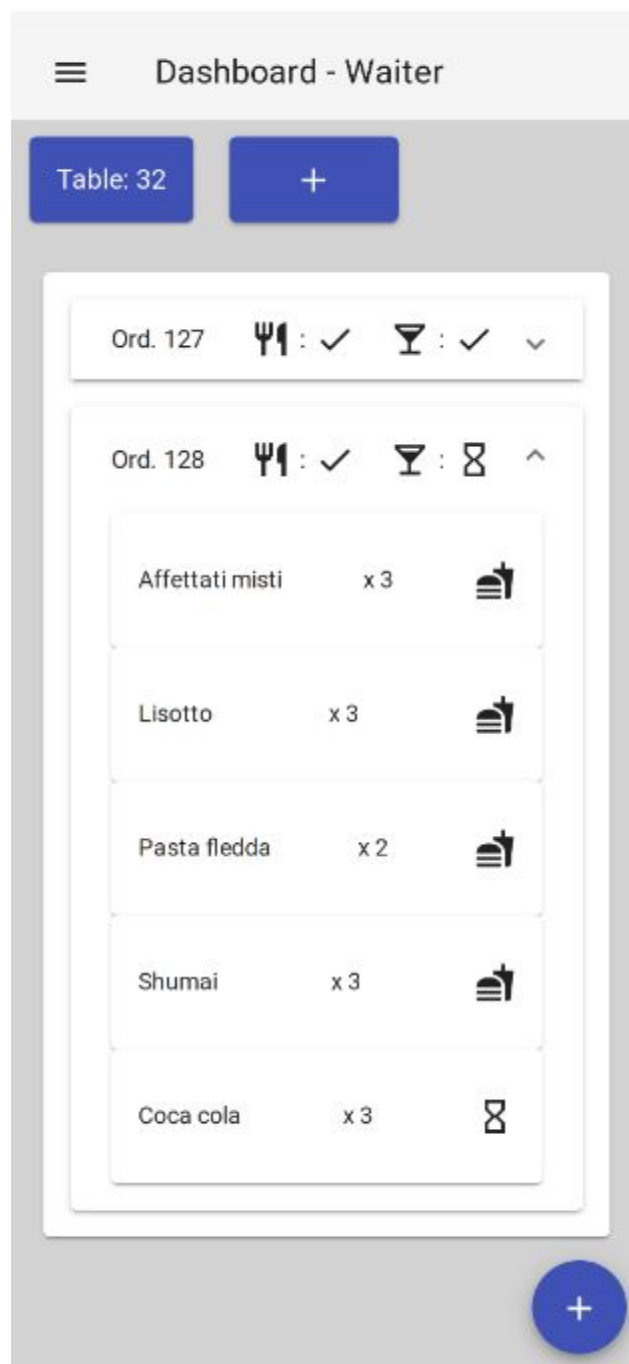 Dashboard - Waiter
Table: 32 +
Ord. 127 : :
Ord. 128 : :
Affettati misti x 3
Lisotto x 3
Pasta fledda x 2
Shumai x 3
Coca cola x 3
+